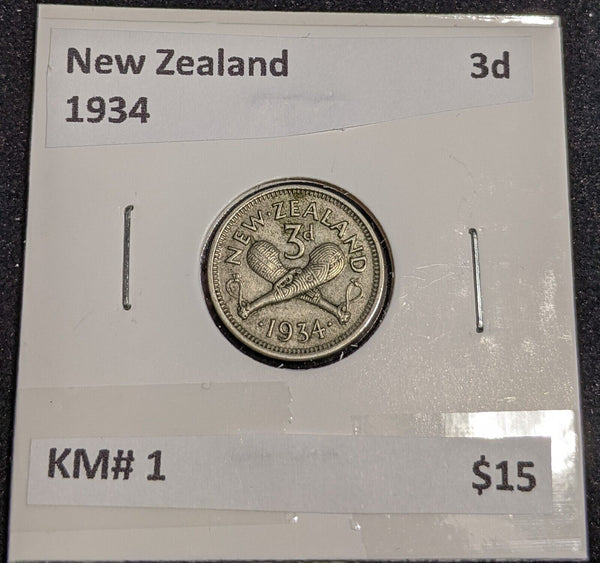 New Zealand 3d
1934
NEW·ZEALAND
3d
·1934·
KM# 1 $15